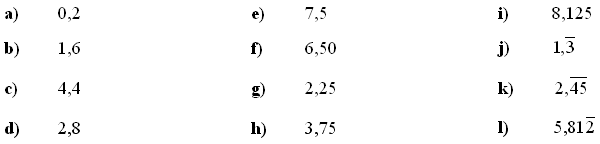 a) 0,2 e) 7,5 i) 8,125
b) 1,6 f) 6,50 j) 1,3̅
c) 4,4 g) 2,25 k) 2,4̅5̅
d) 2,8 h) 3,75 l) 5,812̅